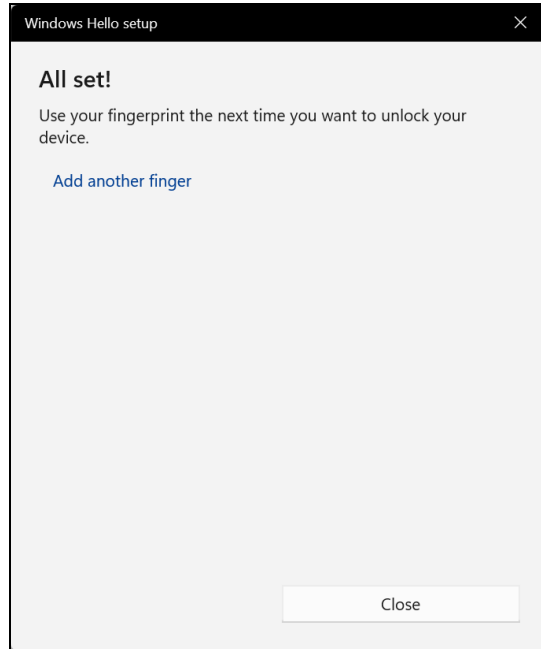 Windows Hello setup
All set!
Use your fingerprint the next time you want to unlock your
device.
Add another finger
Close